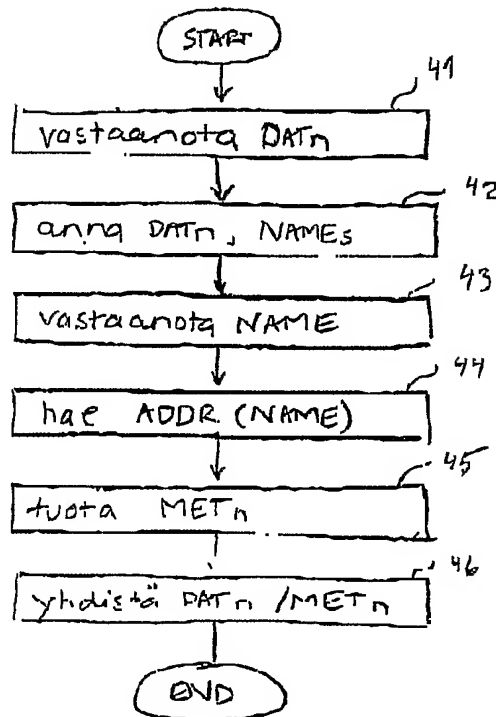 START
41
vastaanota DATn
42
anna DATn, NAMEs
43
vastaanota NAME
44
hae ADDR.(NAME)
45
tuota METn
46
yhdistä DATn /METn
END